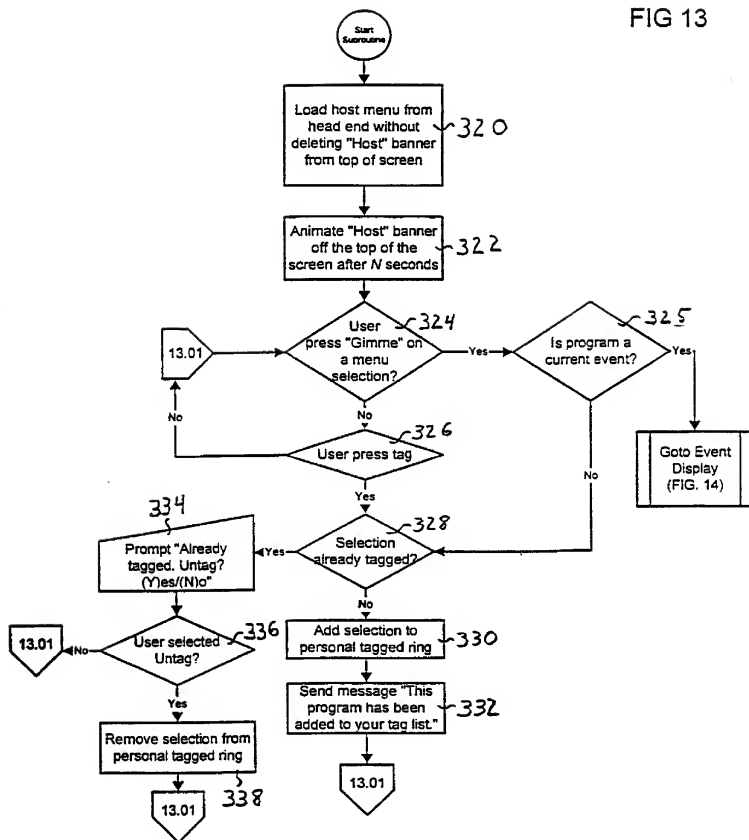 FIG 13
Start
Subroutine
Load host menu from
head end without
deleting "Host" banner
from top of screen
320
Animate "Host" banner
off the top of the
screen after N seconds
322
User
press "Gimme" on
a menu
selection?
324
Yes
Is program a
current event?
325
Yes
13.01
No
No
User press tag
326
No
Goto Event
Display
(FIG. 14)
Yes
334
Prompt "Already
tagged. Untag?
(Y)es/(N)o"
Yes
Selection
already tagged?
328
No
Add selection to
personal tagged ring
330
13.01
No
User selected
Untag?
336
Yes
Send message "This
program has been
added to your tag list."
332
Remove selection from
personal tagged ring
338
13.01
13.01